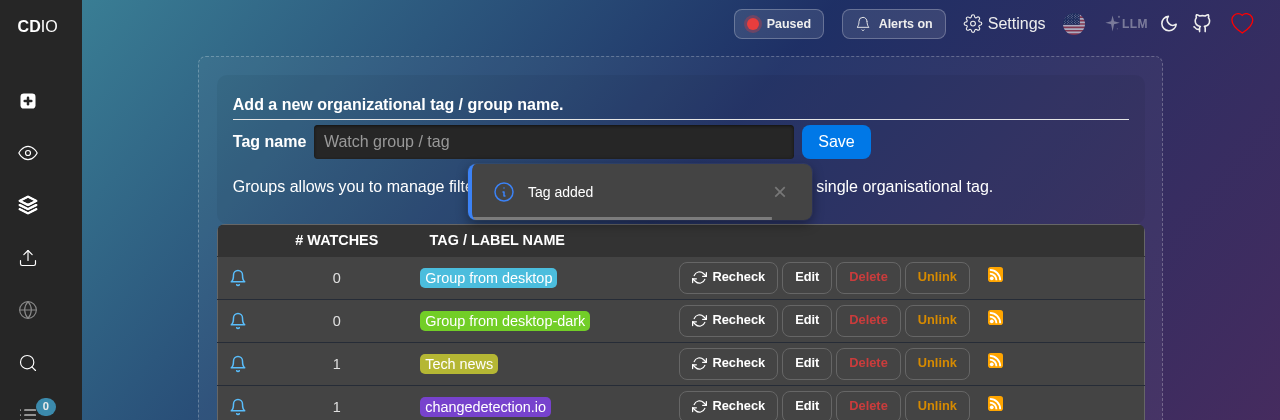 CDIO
Paused
Alerts on
Settings
LLM
Add a new organizational tag / group name.
Tag name Watch group / tag Save
Groups allows you to manage single organisational tag.
Tag added
# WATCHES TAG / LABEL NAME
0 Group from desktop Recheck Edit Delete Unlink
0 Group from desktop-dark Recheck Edit Delete Unlink
1 Tech news Recheck Edit Delete Unlink
1 changedetection.io Recheck Edit Delete Unlink
0